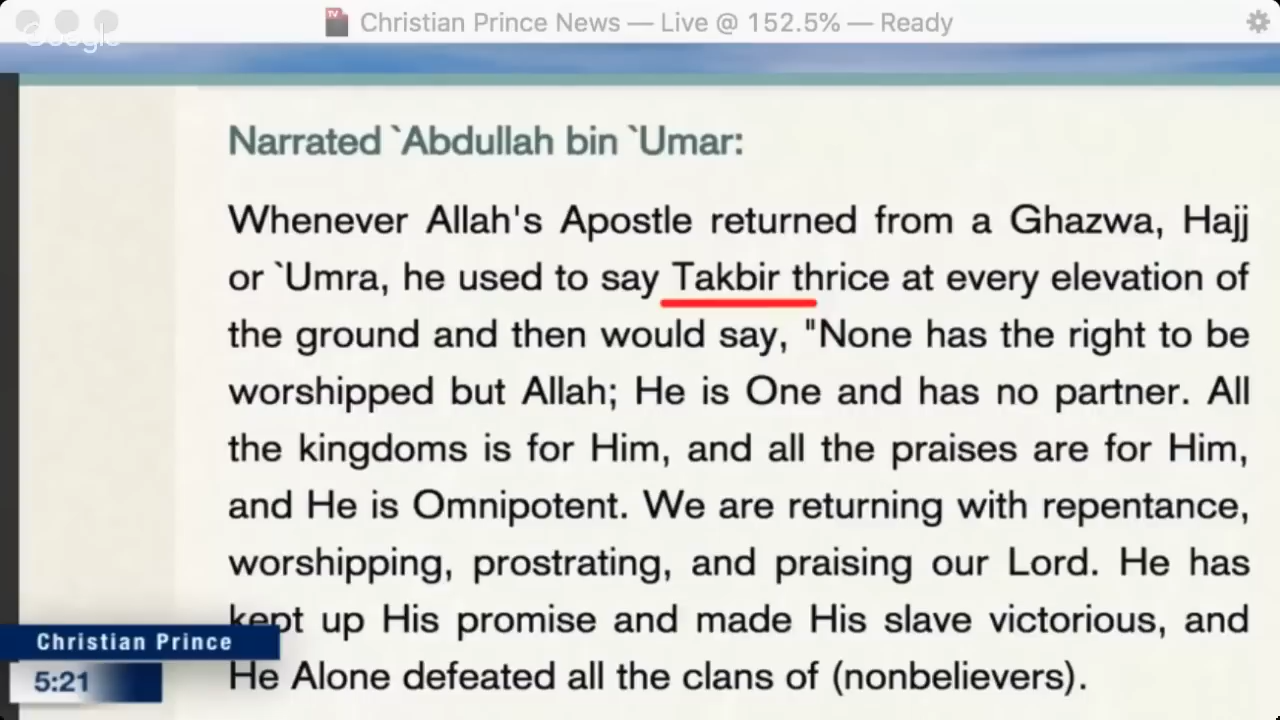 TV
Christian Prince News — Live @ 152.5% — Ready
Google
Narrated `Abdullah bin `Umar:
Whenever Allah's Apostle returned from a Ghazwa, Hajj
or `Umra, he used to say Takbir thrice at every elevation of
the ground and then would say, "None has the right to be
worshipped but Allah; He is One and has no partner. All
the kingdoms is for Him, and all the praises are for Him,
and He is Omnipotent. We are returning with repentance,
worshipping, prostrating, and praising our Lord. He has
kept up His promise and made His slave victorious, and
He Alone defeated all the clans of (nonbelievers).
Christian Prince
5:21